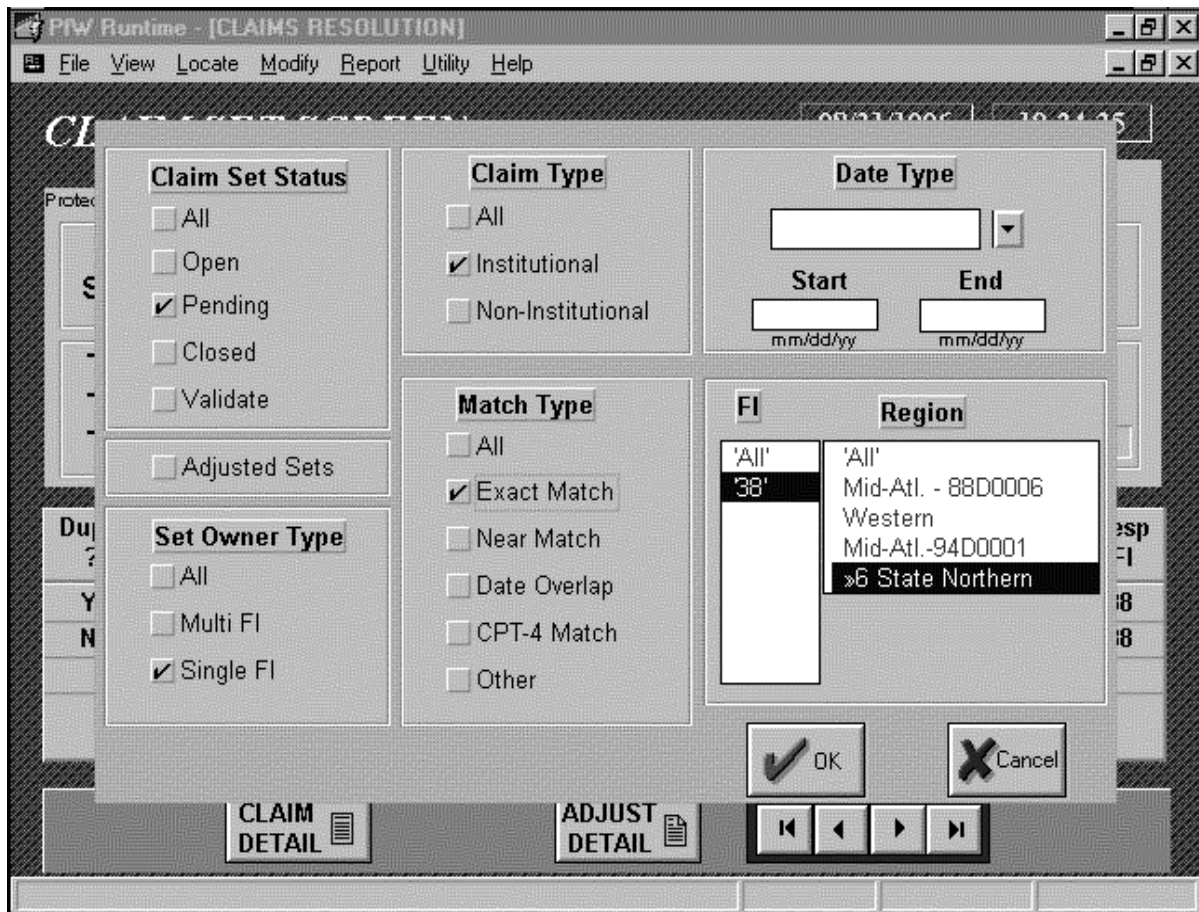 PfW Runtime - [CLAIMS RESOLUTION]
File View Locate Modify Report Utility Help
Claim Set Status
All
Open
Pending
Closed
Validate
Adjusted Sets
Set Owner Type
All
Multi FI
Single FI
Claim Type
All
Institutional
Non-Institutional
Match Type
All
Exact Match
Near Match
Date Overlap
CPT-4 Match
Other
Date Type
Start End
mm/dd/yy mm/dd/yy
FI Region
'All' 'All'
'38' Mid-Atl. - 88D0006
Western
Mid-Atl.-94D0001
»6 State Northern
OK Cancel
?
Y
N
CLAIM DETAIL
ADJUST DETAIL